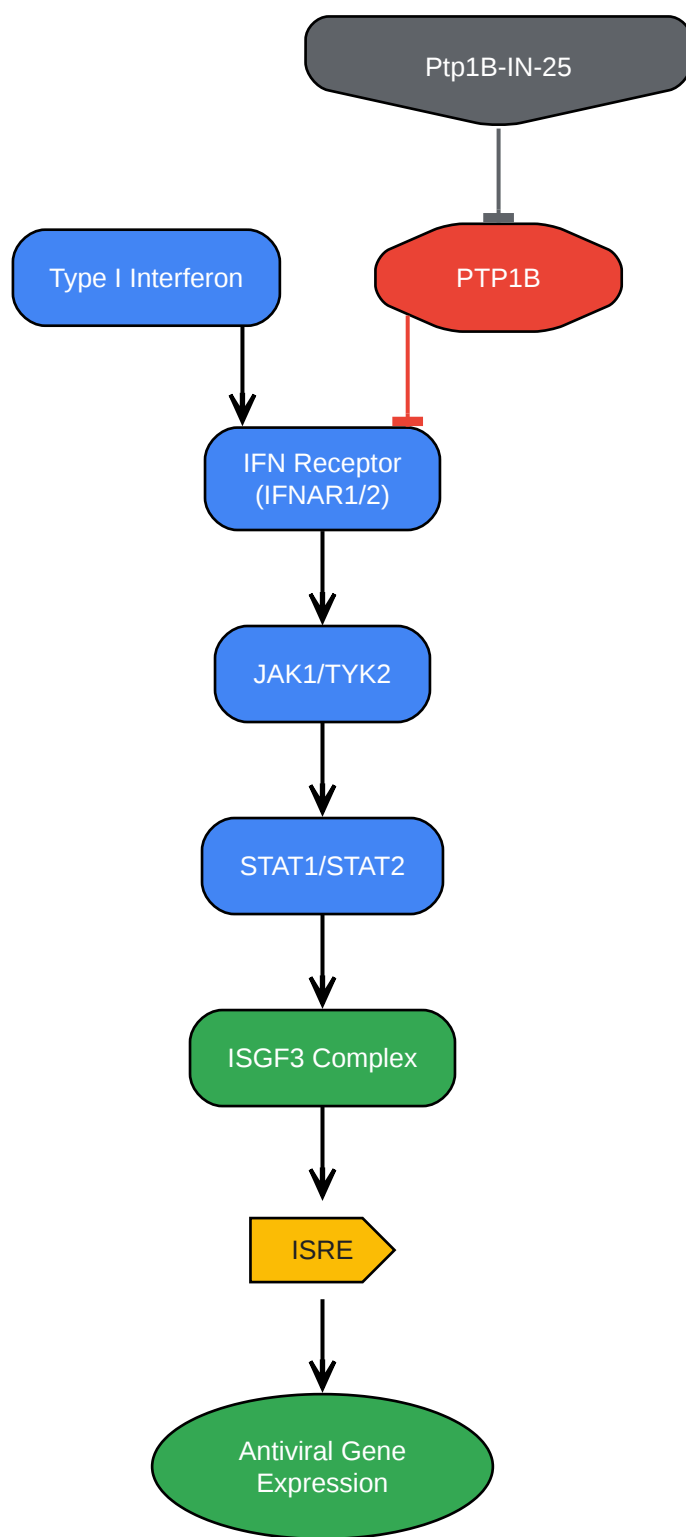 Ptp1B-IN-25
Type I Interferon
PTP1B
IFN Receptor
(IFNAR1/2)
JAK1/TYK2
STAT1/STAT2
ISGF3 Complex
ISRE
Antiviral Gene
Expression